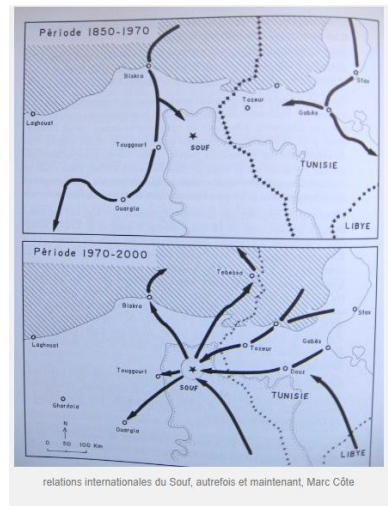 Période 1850-1970
Biskra
Sfax
Tozeur
Laghouat
Gabès
Touggourt
SOUF
TUNISIE
Ouargla
LIBYE
Période 1970-2000
Tebessa
Biskra
Sfax
Laghouat
Tozeur
Gabès
Touggourt
Douz
SOUF
Ghardaia
TUNISIE
N
Ouargla
0 50 100 Km
LIBYE
relations internationales du Souf, autrefois et maintenant, Marc Côte